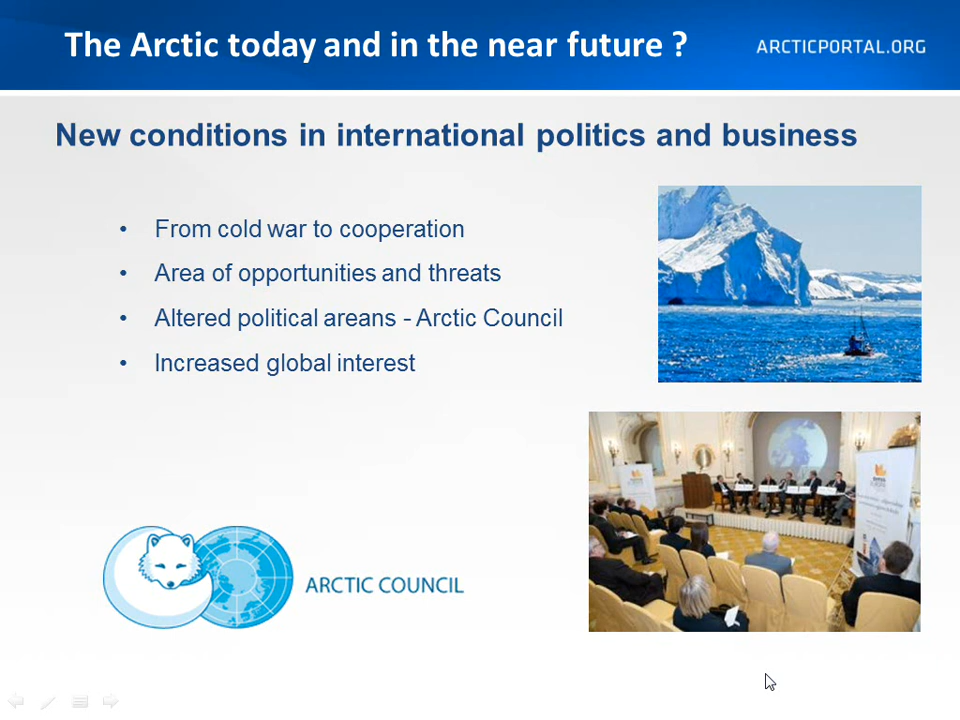 The Arctic today and in the near future ?
ARCTICPORTAL.ORG
New conditions in international politics and business
• From cold war to cooperation
• Area of opportunities and threats
• Altered political areans - Arctic Council
• Increased global interest
ARCTIC COUNCIL